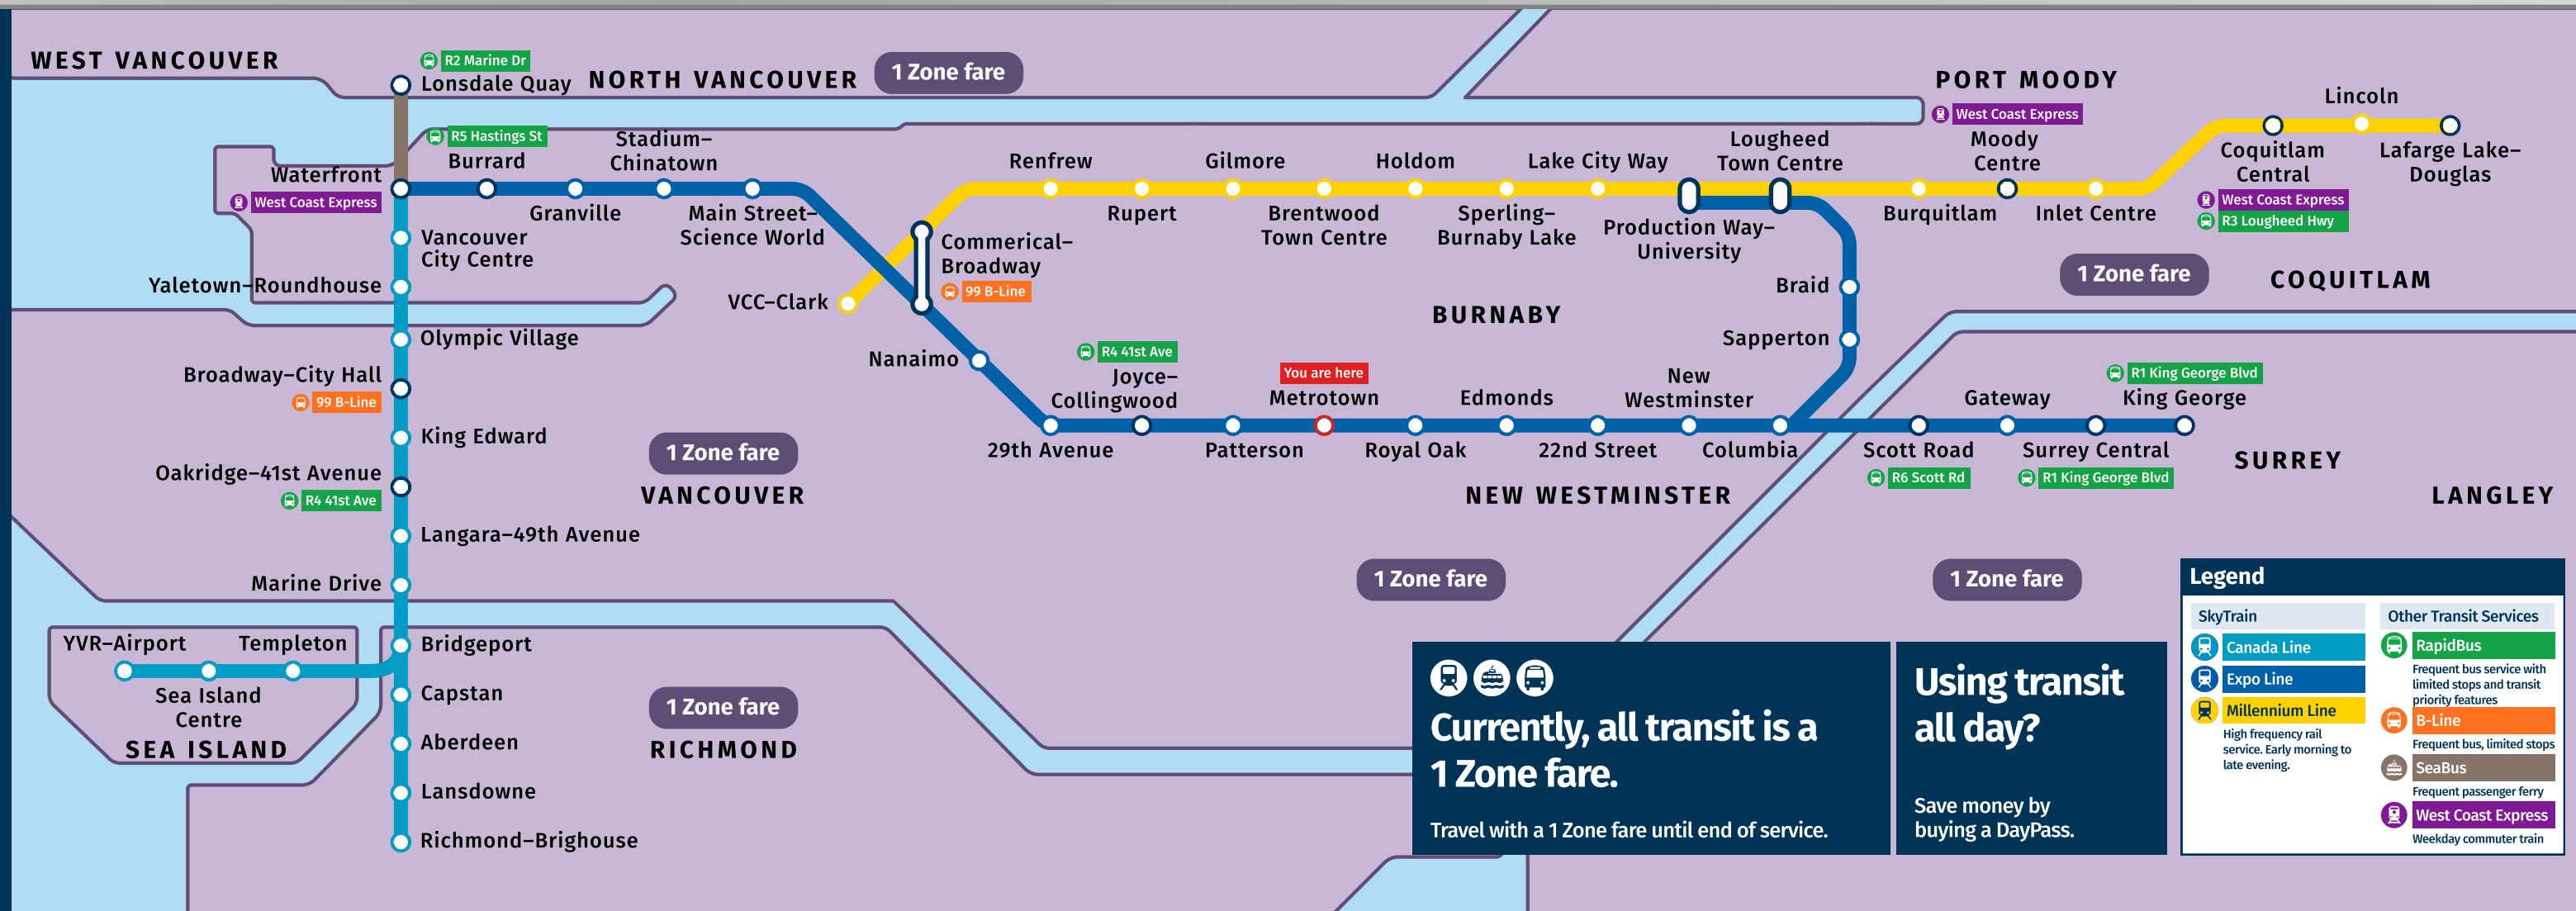 WEST VANCOUVER
R2 Marine Dr
Lonsdale Quay
NORTH VANCOUVER
1 Zone fare
PORT MOODY
West Coast Express
Moody
Centre
Lincoln
Coquitlam
Central
West Coast Express
R3 Lougheed Hwy
Lafarge Lake–
Douglas
R5 Hastings St
Burrard
Stadium–
Chinatown
Waterfront
West Coast Express
Granville
Main Street–
Science World
Renfrew
Gilmore
Holdom
Lake City Way
Lougheed
Town Centre
Rupert
Brentwood
Town Centre
Sperling–
Burnaby Lake
Production Way–
University
Burquitlam
Inlet Centre
Vancouver
City Centre
Commerical–
Broadway
99 B-Line
Yaletown–Roundhouse
VCC–Clark
BURNABY
Braid
1 Zone fare
COQUITLAM
Olympic Village
Sapperton
Nanaimo
Broadway–City Hall
99 B-Line
R4 41st Ave
Joyce–
Collingwood
You are here
Metrotown
Edmonds
New
Westminster
Gateway
R1 King George Blvd
King George
King Edward
1 Zone fare
VANCOUVER
29th Avenue
Patterson
Royal Oak
22nd Street
Columbia
Scott Road
R6 Scott Rd
Surrey Central
R1 King George Blvd
SURREY
Oakridge–41st Avenue
R4 41st Ave
NEW WESTMINSTER
LANGLEY
Langara–49th Avenue
Marine Drive
1 Zone fare
1 Zone fare
YVR–Airport
Templeton
Bridgeport
Sea Island
Centre
SEA ISLAND
Capstan
1 Zone fare
RICHMOND
Aberdeen
Lansdowne
Richmond–Brighouse
Currently, all transit is a
1 Zone fare.
Travel with a 1 Zone fare until end of service.
Using transit
all day?
Save money by
buying a DayPass.
Legend
SkyTrain
Canada Line
Expo Line
Millennium Line
High frequency rail
service. Early morning to
late evening.
Other Transit Services
RapidBus
Frequent bus service with
limited stops and transit
priority features
B-Line
Frequent bus, limited stops
SeaBus
Frequent passenger ferry
West Coast Express
Weekday commuter train